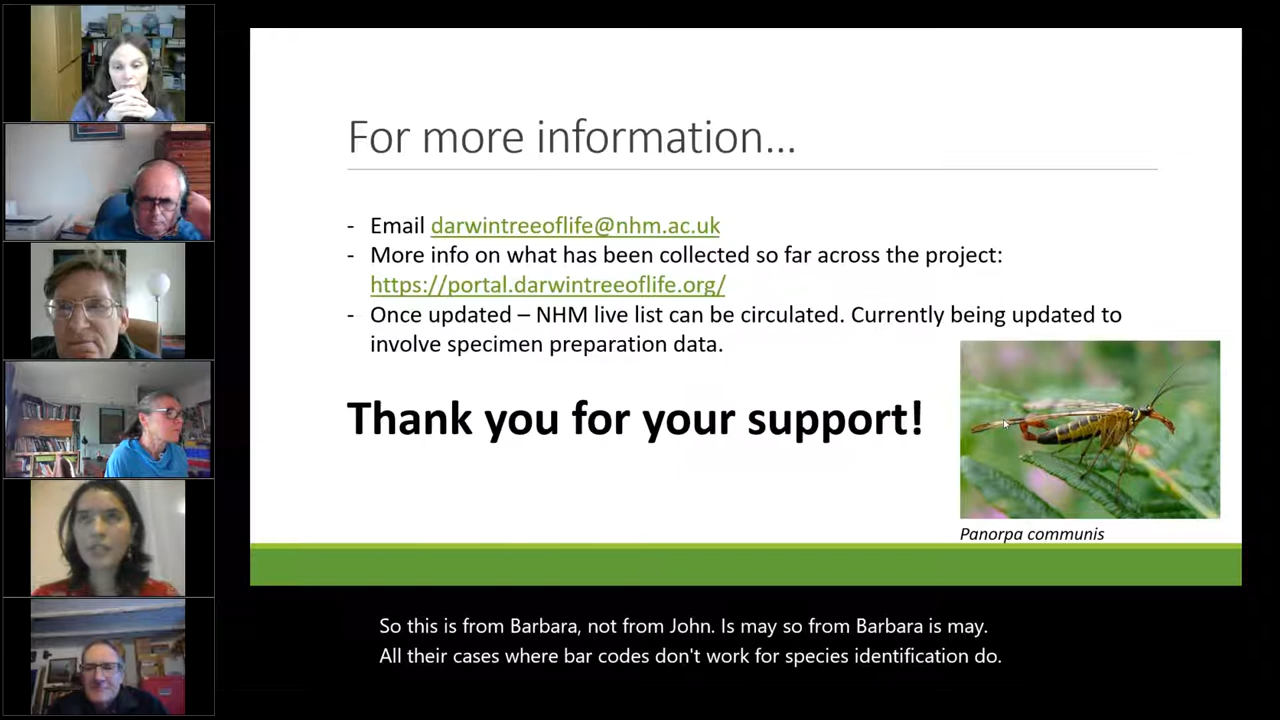 For more information...
- Email darwintreeoflife@nhm.ac.uk
- More info on what has been collected so far across the project:
https://portal.darwintreeoflife.org/
- Once updated – NHM live list can be circulated. Currently being updated to
involve specimen preparation data.
Thank you for your support!
Panorpa communis
So this is from Barbara, not from John. Is may so from Barbara is may.
All their cases where bar codes don't work for species identification do.